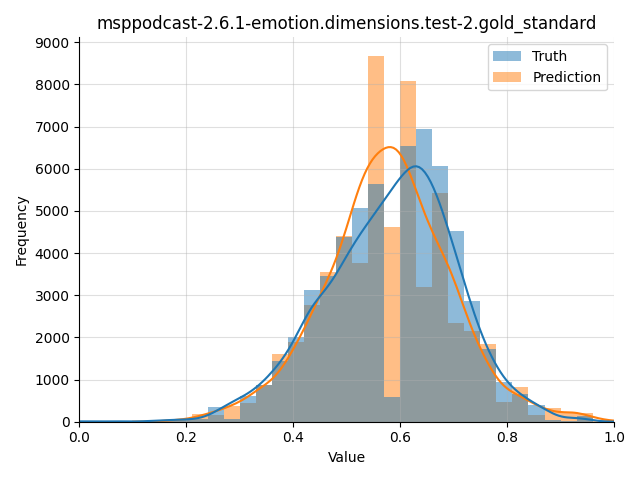 msppodcast-2.6.1-emotion.dimensions.test-2.gold_standard
Truth
Prediction
9000
8000
7000
6000
5000
4000
3000
2000
1000
0
Frequency
0.0 0.2 0.4 0.6 0.8 1.0
Value